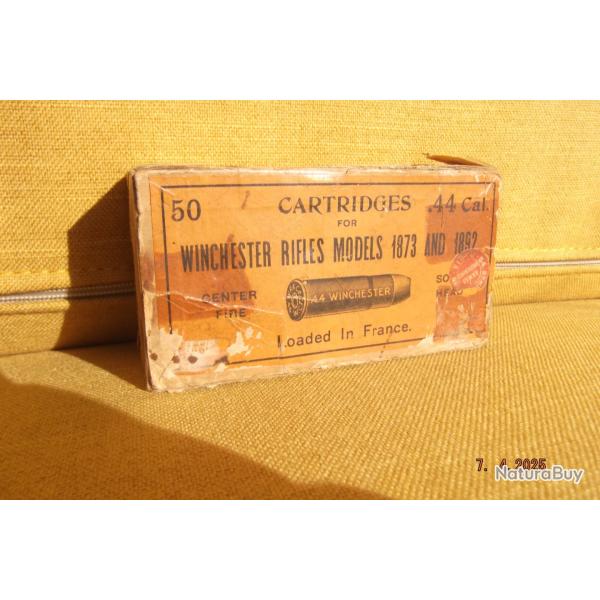 50 CARTRIDGES .44 Cal.
FOR
WINCHESTER RIFLES MODELS 1873 AND 1892
CENTER
FIRE
.44 WINCHESTER
HEAD
Loaded In France.
7. 4 2025
NaturaBuy